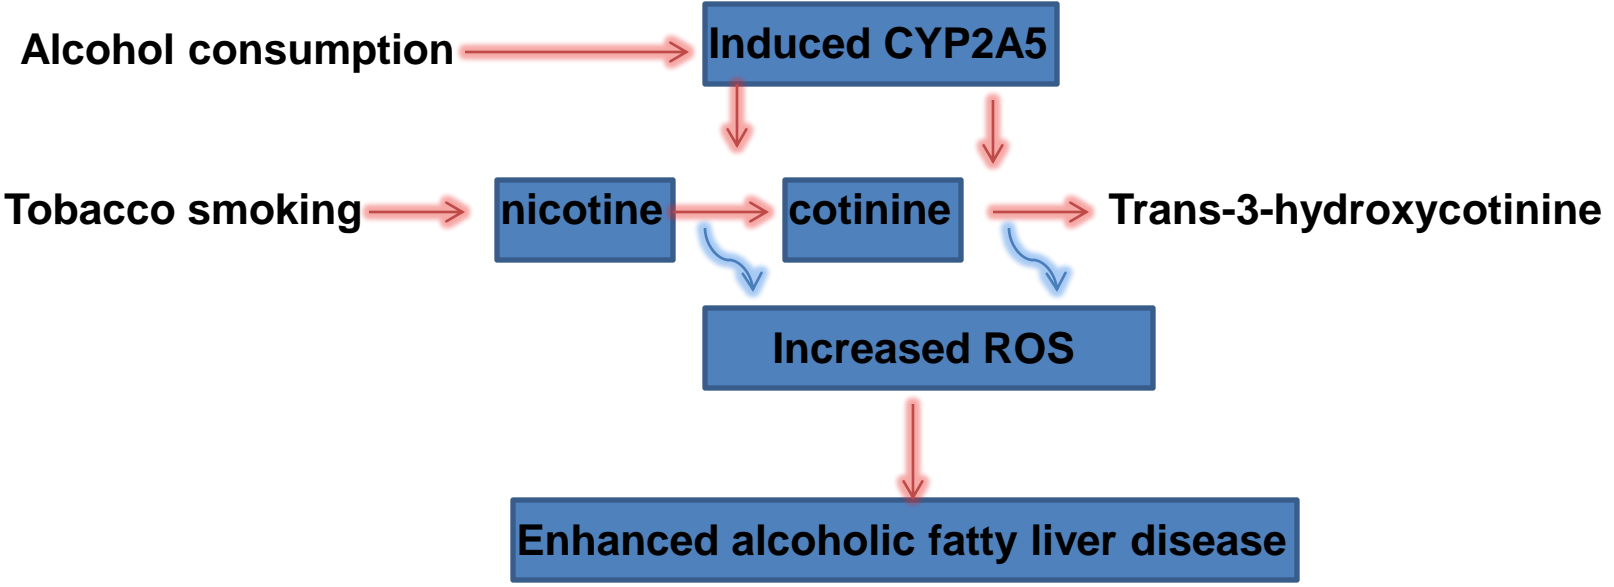 Alcohol consumption
Induced CYP2A5
Tobacco smoking
nicotine
cotinine
Trans-3-hydroxycotinine
Increased ROS
Enhanced alcoholic fatty liver disease